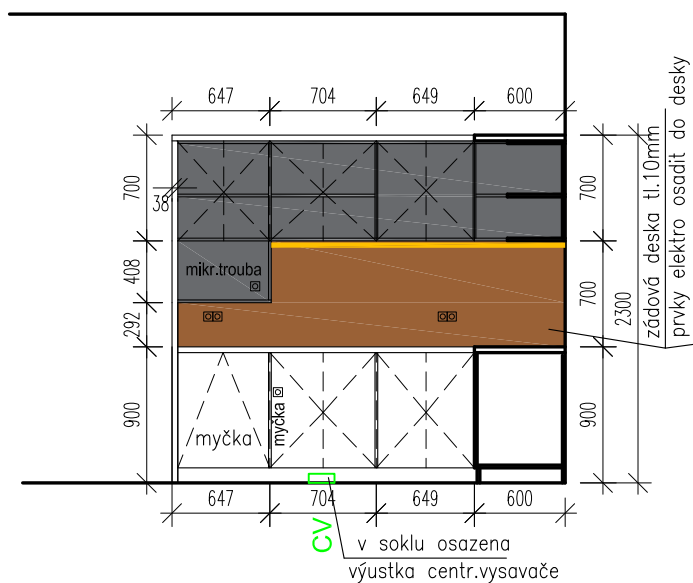 647 704 649 600
700
38
408
292
900
mikr.trouba
myčka
myčka
700
700
900
2300
zádová deska tl.10mm
prvky elektro osadit do desky
647 704 649 600
CV
v soklu osazena
výustka centr.vysavače